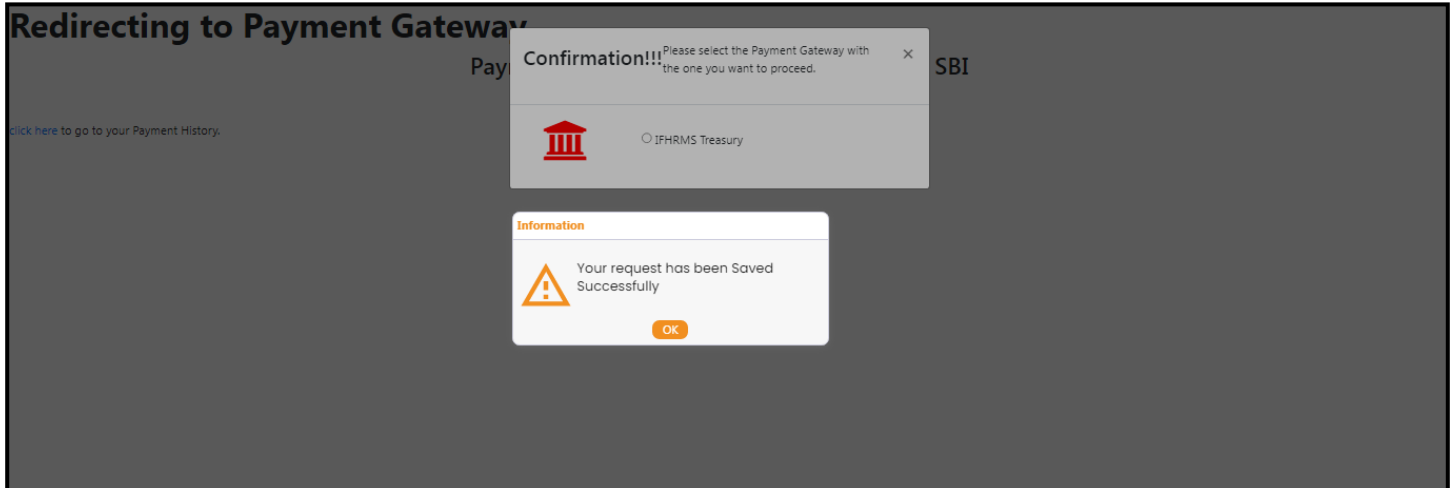 Redirecting to Payment Gateway
Pay
SBI
click here to go to your Payment History.
Confirmation!!!
Please select the Payment Gateway with
the one you want to proceed.
×
IFHRMS Treasury
Information
Your request has been Saved
Successfully
OK